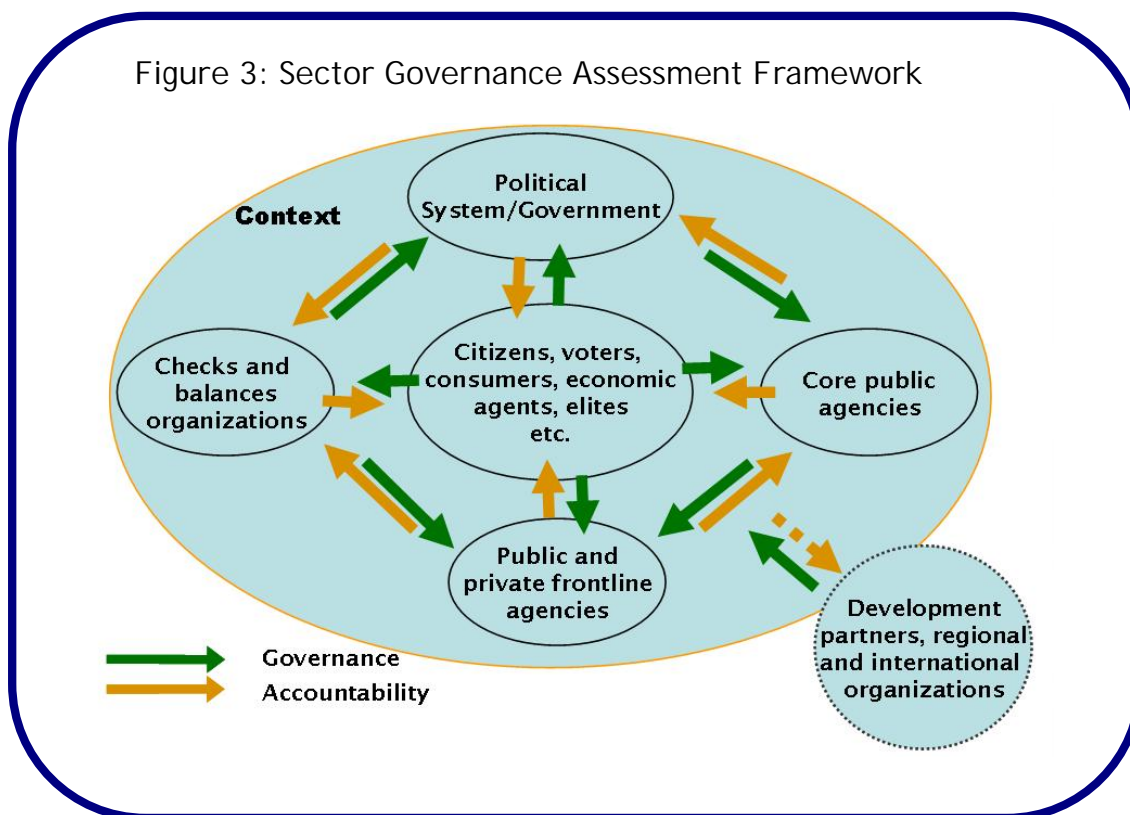 Figure 3: Sector Governance Assessment Framework
Political
System/Government
Context
Checks and
balances
organizations
Citizens, voters,
consumers, economic
agents, elites
etc.
Core public
agencies
Public and
private frontline
agencies
Development
partners, regional
and international
organizations
Governance
Accountability